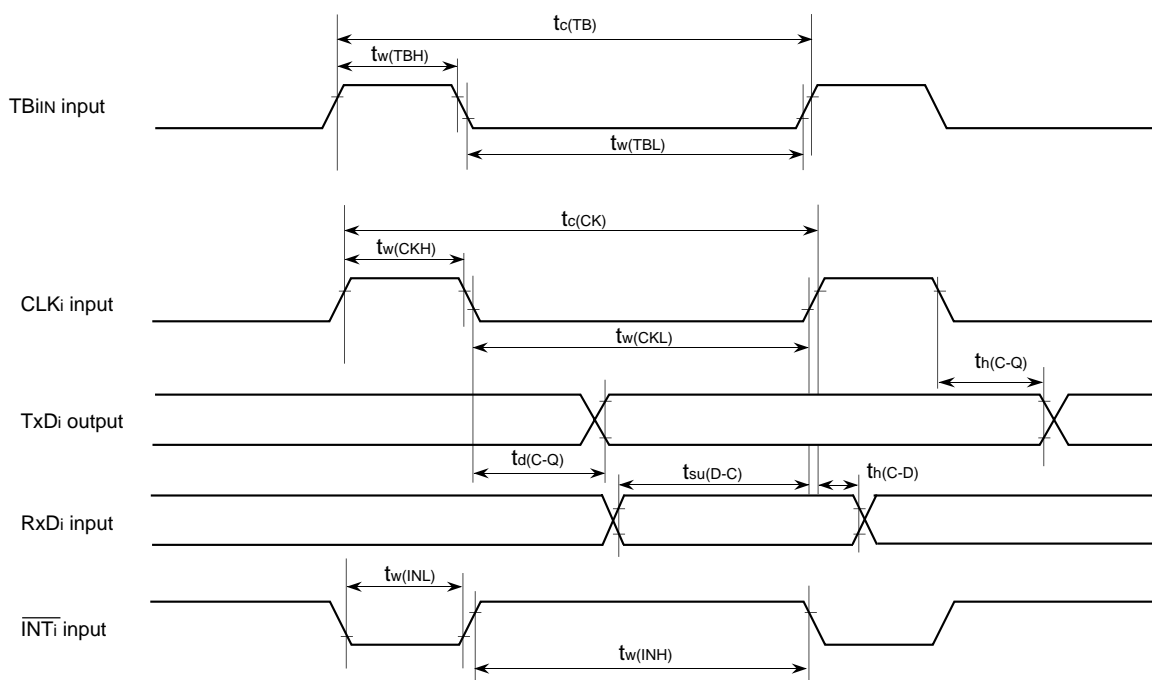 tc(TB)
tw(TBH)
TBiIN input
tw(TBL)
tc(CK)
tw(CKH)
CLKi input
tw(CKL)
th(C-Q)
TxDi output
td(C-Q)
tsu(D-C)
th(C-D)
RxDi input
tw(INL)
INTi input
tw(INH)